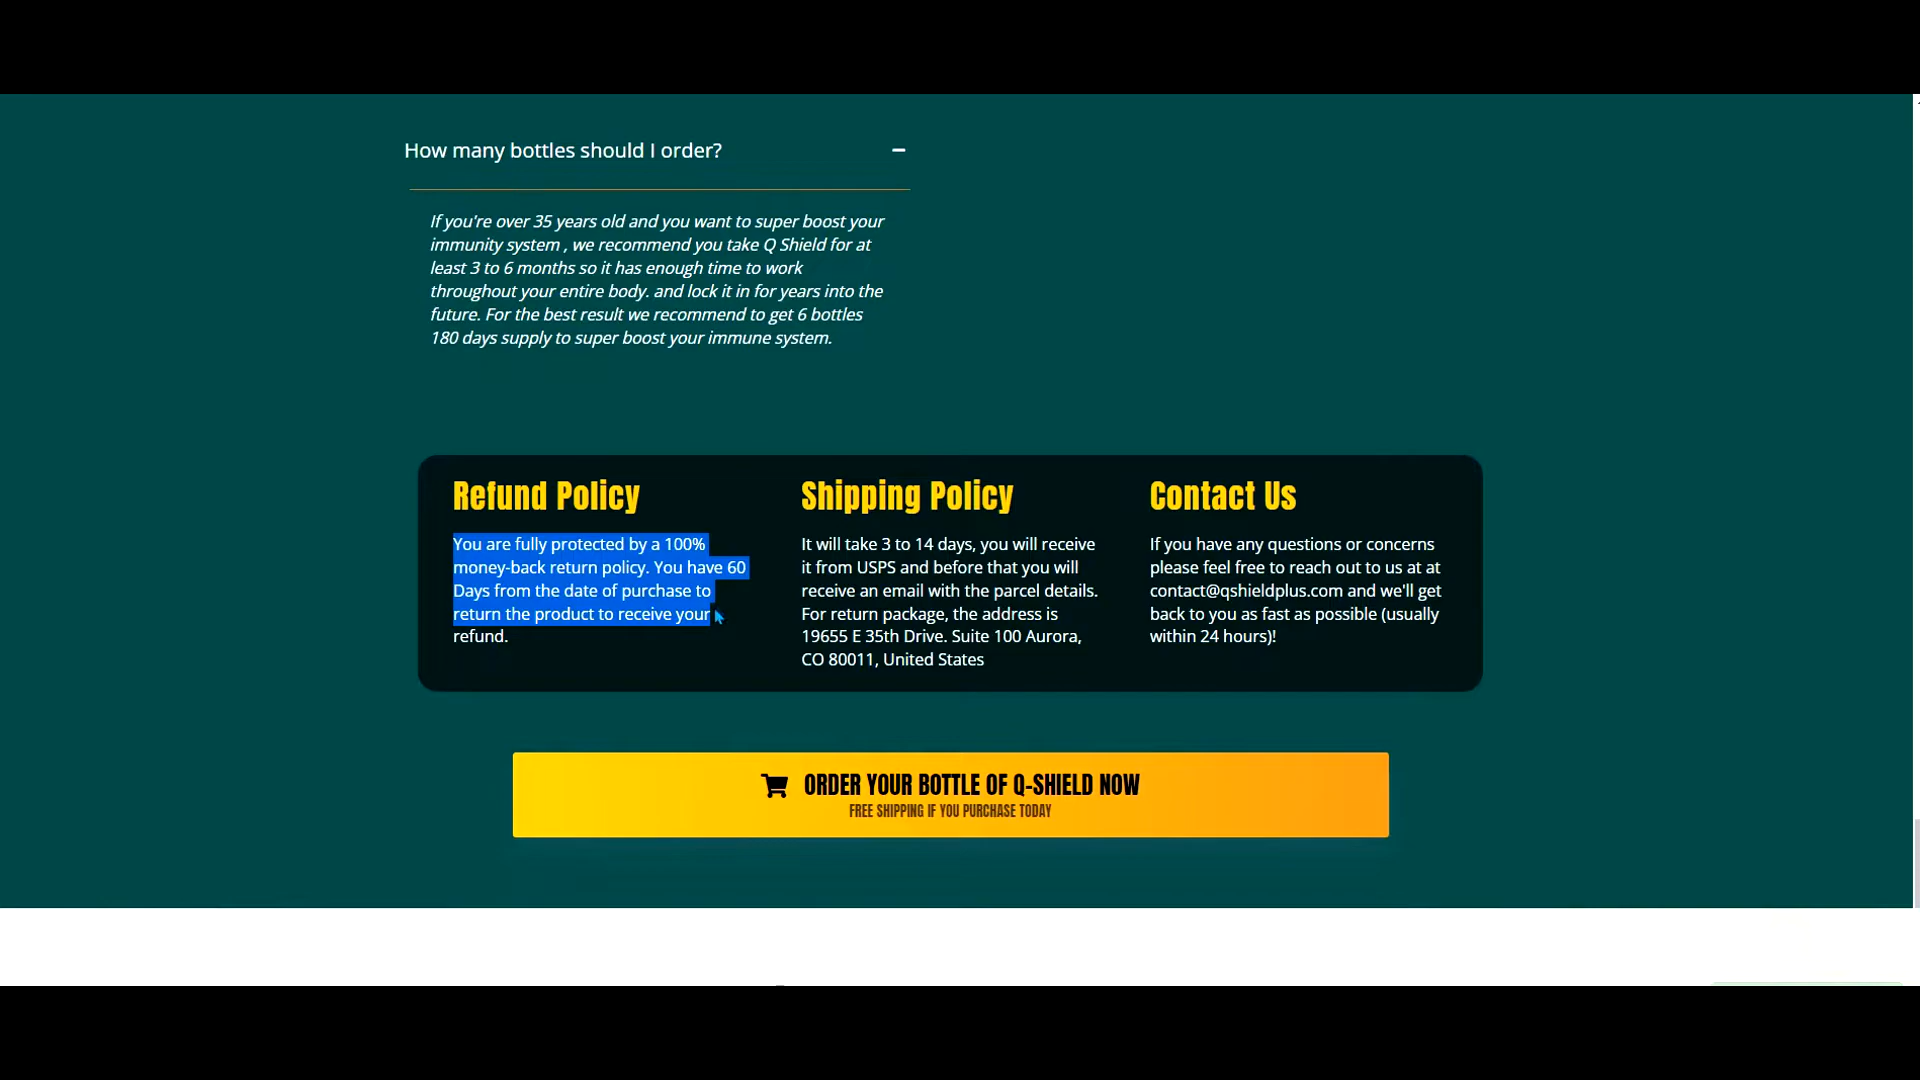 How many bottles should I order?
If you're over 35 years old and you want to super boost your
immunity system , we recommend you take Q Shield for at
least 3 to 6 months so it has enough time to work
throughout your entire body. and lock it in for years into the
future. For the best result we recommend to get 6 bottles
180 days supply to super boost your immune system.
Refund Policy
You are fully protected by a 100%
money-back return policy. You have 60
Days from the date of purchase to
return the product to receive your
refund.
Shipping Policy
It will take 3 to 14 days, you will receive
it from USPS and before that you will
receive an email with the parcel details.
For return package, the address is
19655 E 35th Drive. Suite 100 Aurora,
CO 80011, United States
Contact Us
If you have any questions or concerns
please feel free to reach out to us at at
contact@qshieldplus.com and we'll get
back to you as fast as possible (usually
within 24 hours)!
ORDER YOUR BOTTLE OF Q-SHIELD NOW
FREE SHIPPING IF YOU PURCHASE TODAY